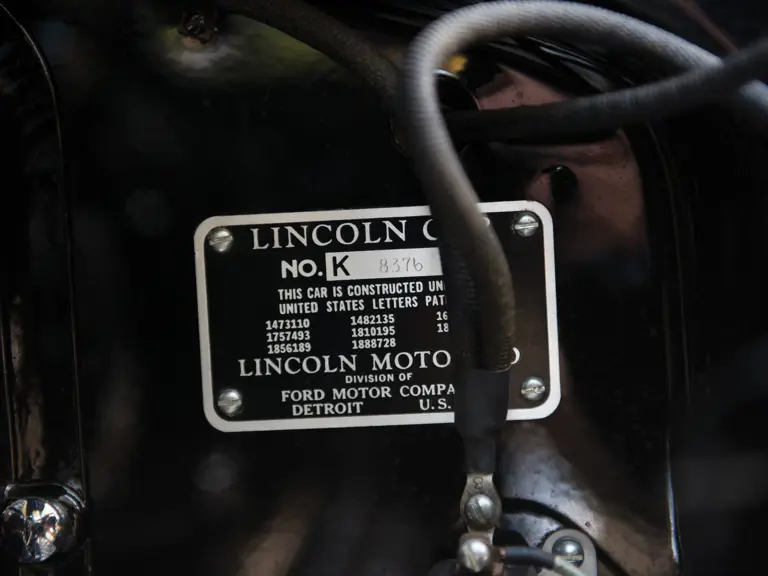 LINCOLN
NO. K 8376
THIS CAR IS CONSTRUCTED
UNITED STATES LETTERS
1473110 1482135
1757493 1810195
1856189 1888728
LINCOLN
DIVISION OF
FORD MOTOR
DETROIT U.S.